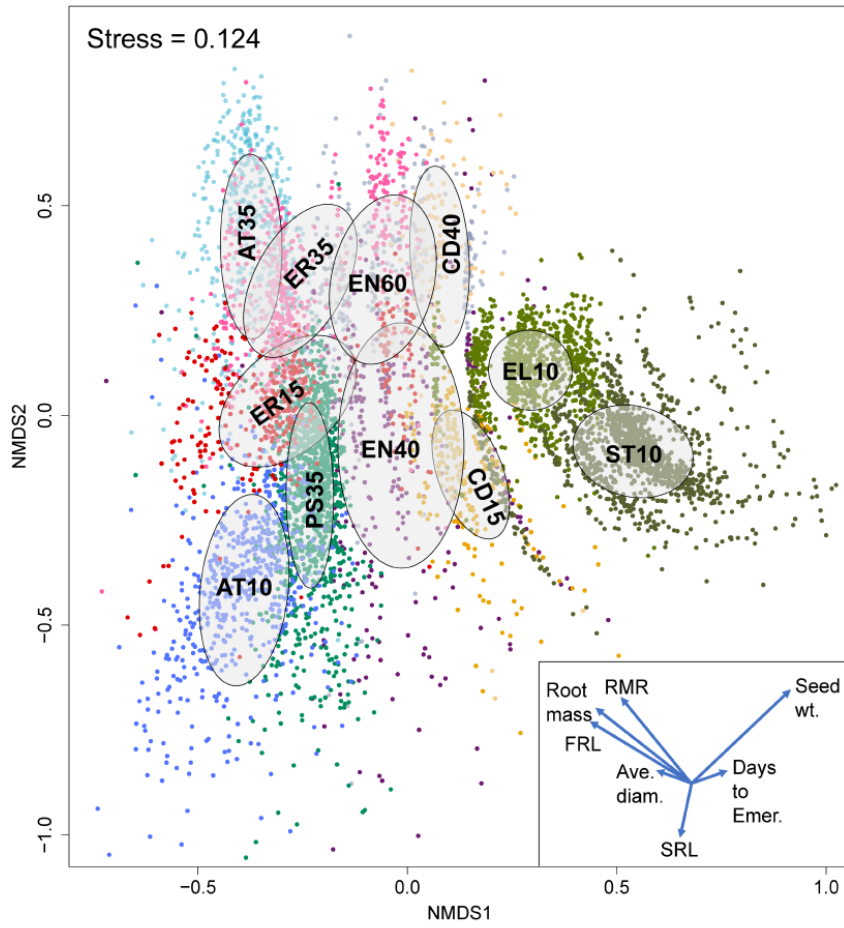 Stress = 0.124
NMDS2
0.5
0.0
−0.5
−1.0
AT35
ER35
EN60
CD40
EL10
ER15
EN40
ST10
PS35
CD15
AT10
Root
mass
RMR
Seed
wt.
FRL
Ave.
diam.
Days
to
Emer.
SRL
−0.5
0.0
0.5
1.0
NMDS1